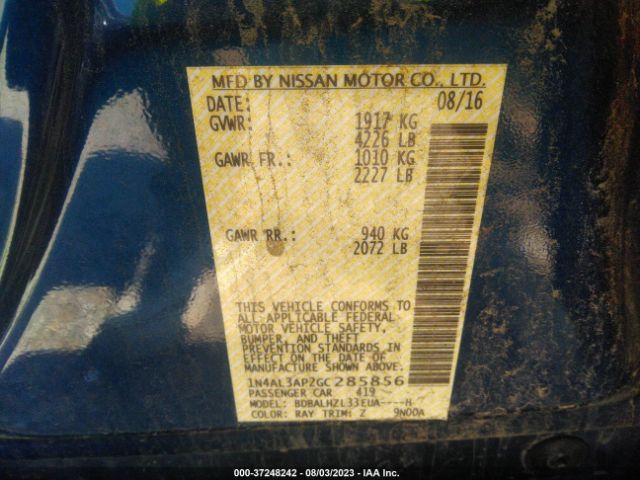 MFD BY NISSAN MOTOR CO., LTD.
DATE: 08/16
GVWR: 1917 KG
4226 LB
GAWR FR.: 1010 KG
2227 LB
GAWR RR.: 940 KG
2072 LB
THIS VEHICLE CONFORMS TO
ALL APPLICABLE FEDERAL
MOTOR VEHICLE SAFETY,
BUMPER, AND THEFT
PREVENTION STANDARDS IN
EFFECT ON THE DATE OF
MANUFACTURE SHOWN ABOVE.
1N4AL3AP2GC285856
PASSENGER CAR 419
MODEL: BDBALHZL33EUA----H
COLOR: RAY TRIM: Z 9N00A
000-37248242 - 08/03/2023 - IAA Inc.